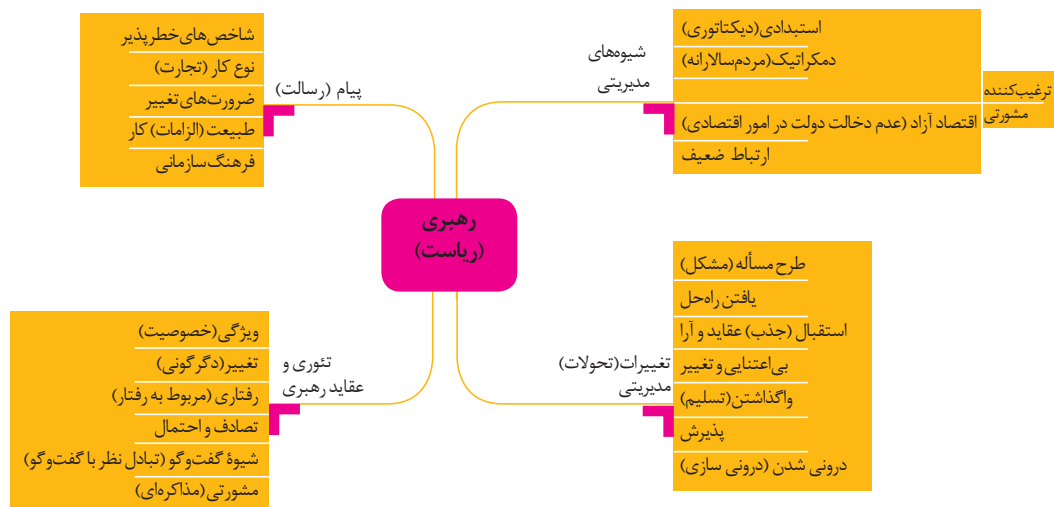 رهبری
(ریاست)
شیوه‌های
مدیریتی
استبدادی(دیکتاتوری)
دمکراتیک(مردم‌سالارانه)
ترغیب‌کننده
مشورتی
اقتصاد آزاد (عدم دخالت دولت در امور اقتصادی)
ارتباط ضعیف
پیام (رسالت)
شاخص‌های خطرپذیر
نوع کار (تجارت)
ضرورت‌های تغییر
طبیعت (الزامات) کار
فرهنگ سازمانی
تغییرات(تحولات)
مدیریتی
طرح مسأله (مشکل)
یافتن راه‌حل
استقبال (جذب) عقاید و آرا
بی‌اعتنایی و تغییر
واگذاشتن(تسلیم)
پذیرش
درونی شدن (درونی سازی)
تئوری و
عقاید رهبری
ویژگی(خصوصیت)
تغییر(دگرگونی)
رفتاری (مربوط به رفتار)
تصادف و احتمال
شیوۀ گفت‌وگو (تبادل نظر با گفت‌وگو)
مشورتی(مذاکره‌ای)